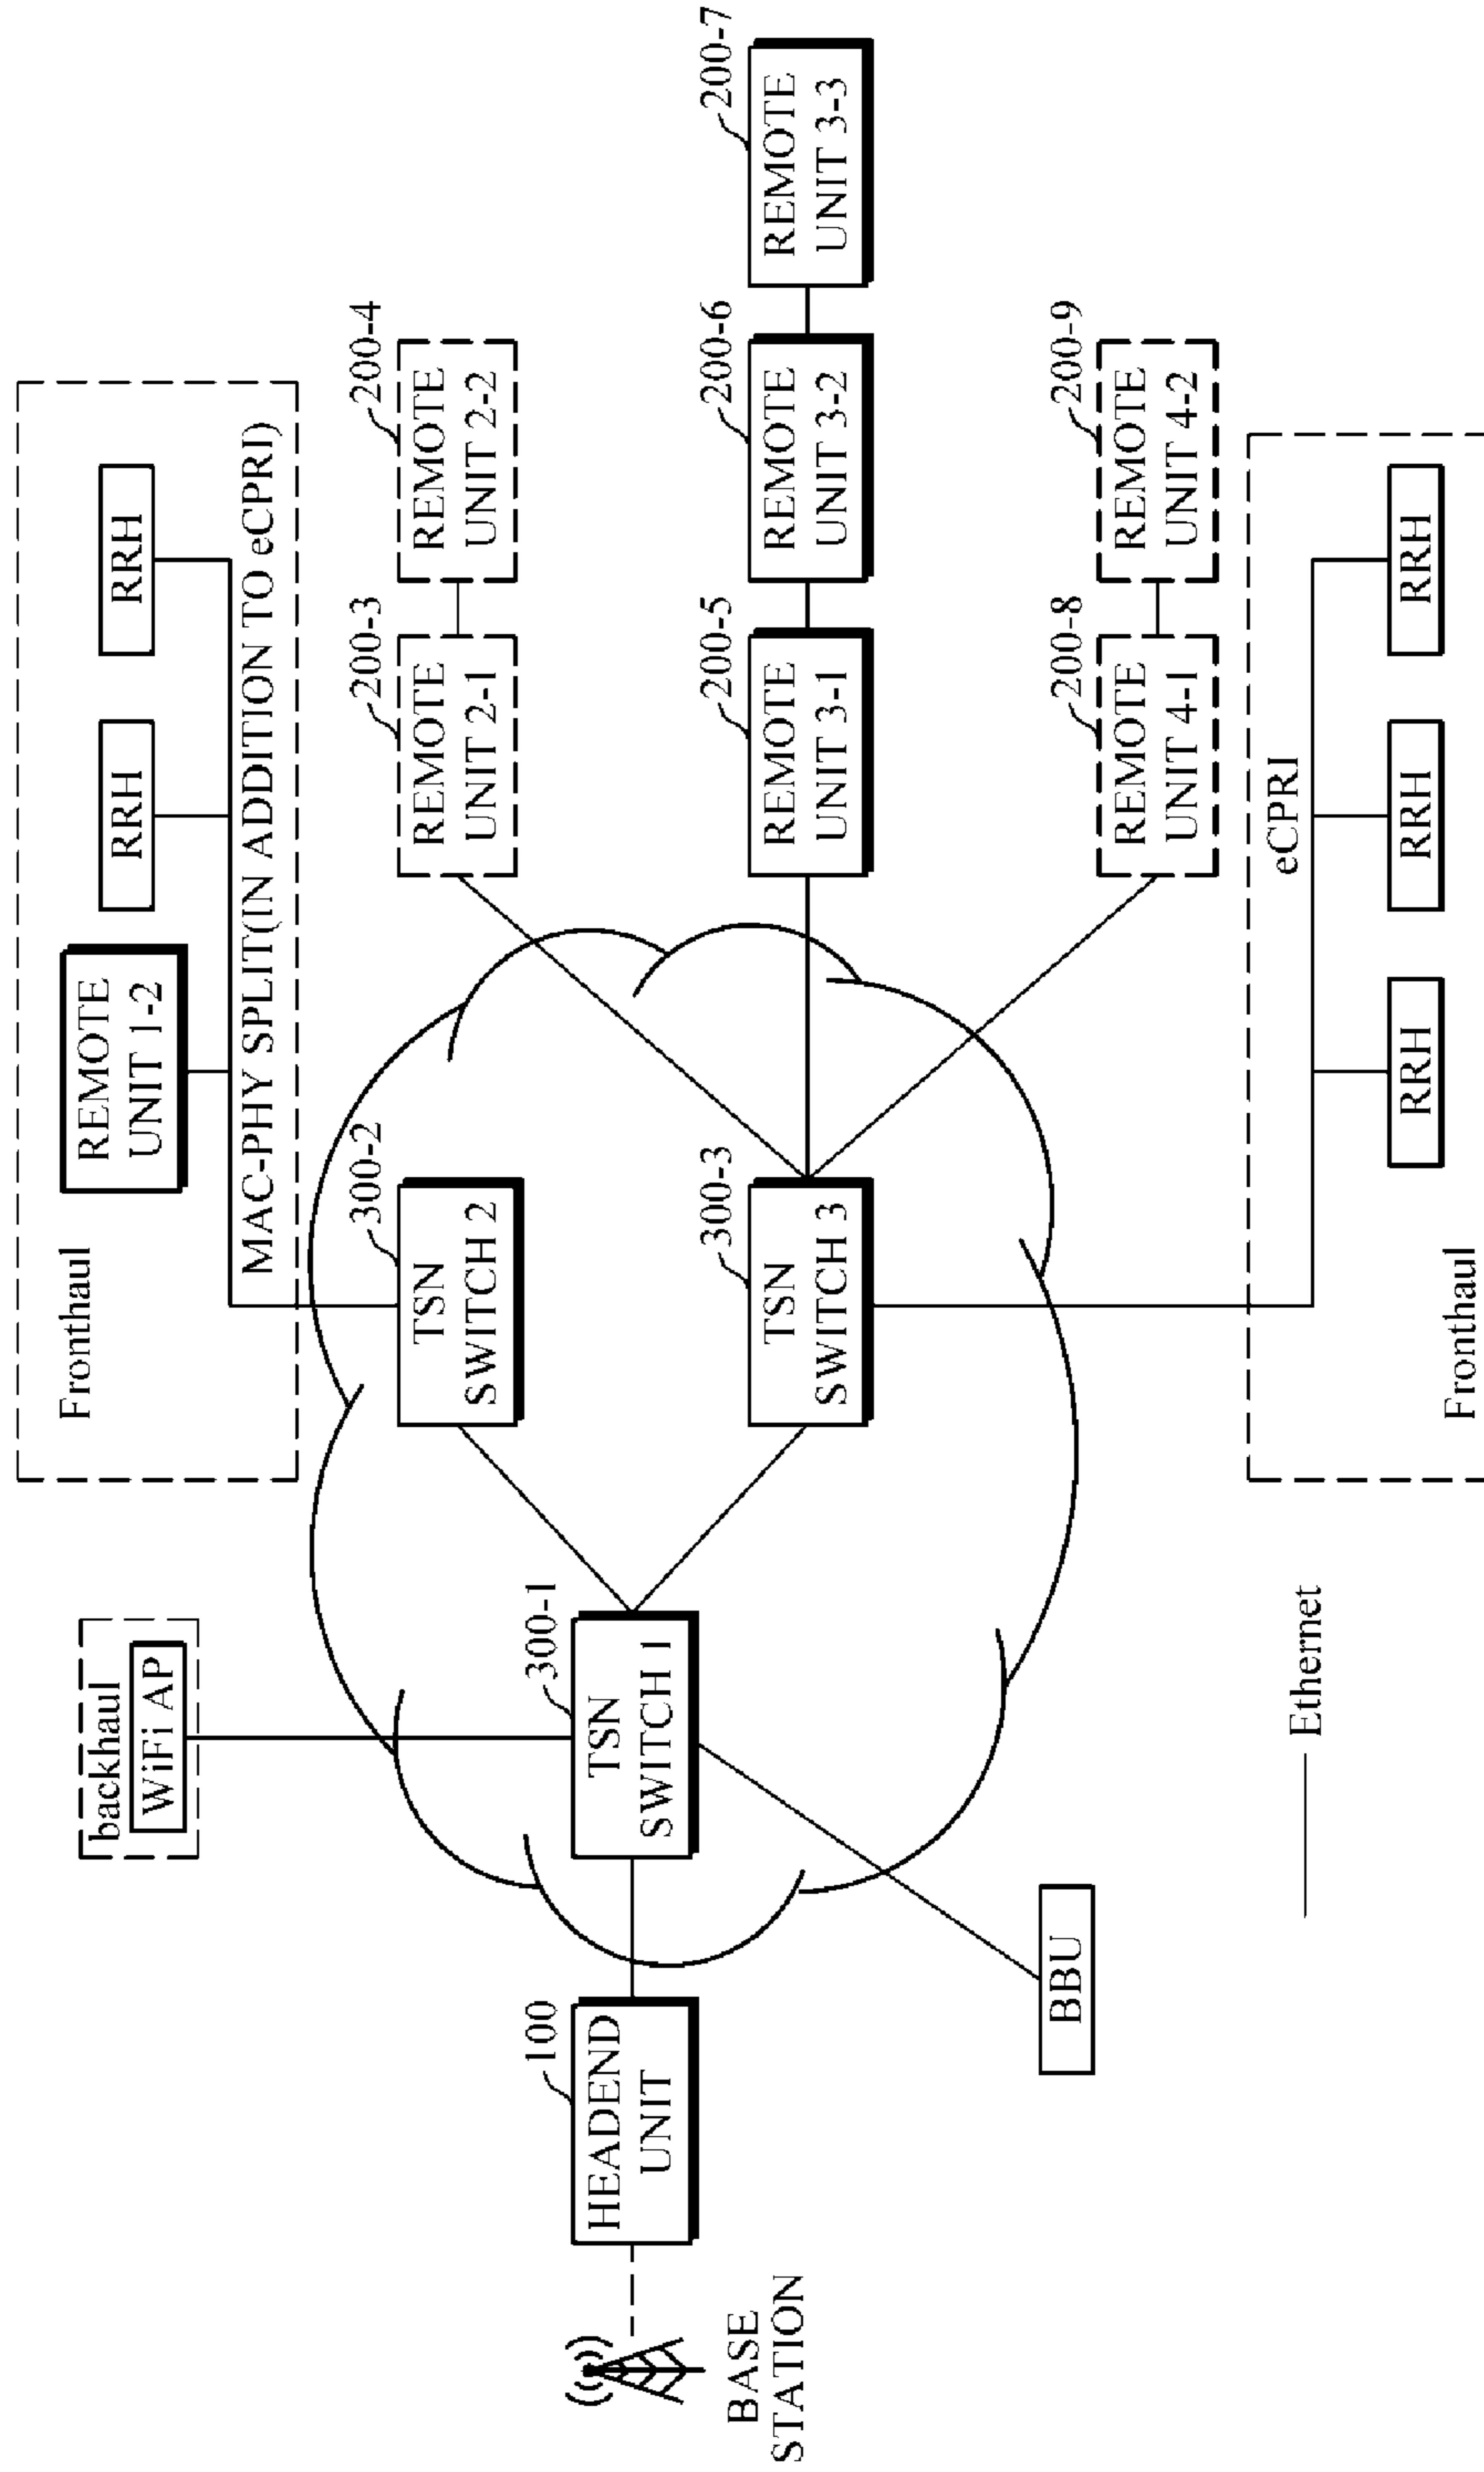 BASE
STATION
100
HEADEND
UNIT
BBU
backhaul
WiFi AP
300-1
TSN
SWITCH 1
Ethernet
Fronthaul
REMOTE
UNIT 1-2
RRH
RRH
MAC-PHY SPLIT(IN ADDITION TO eCPRI)
300-2
TSN
SWITCH 2
300-3
TSN
SWITCH 3
200-3
REMOTE
UNIT 2-1
200-4
REMOTE
UNIT 2-2
200-5
REMOTE
UNIT 3-1
200-6
REMOTE
UNIT 3-2
200-7
REMOTE
UNIT 3-3
200-8
REMOTE
UNIT 4-1
200-9
REMOTE
UNIT 4-2
eCPRI
RRH
RRH
RRH
Fronthaul